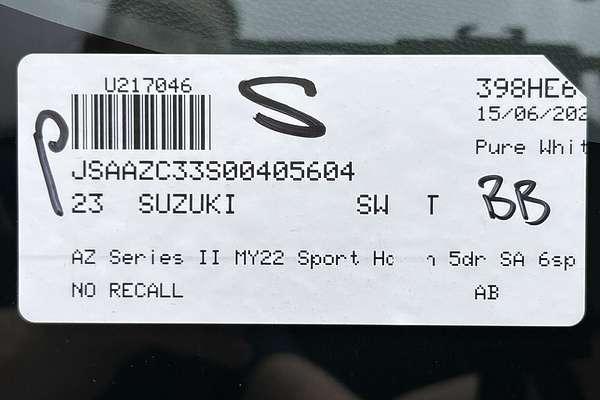 U217046
S
398HE6
15/06/202
P
Pure Whit
JSAAZC33S00405604
23 SUZUKI SW T
BB
AZ Series II MY22 Sport 5dr SA 6sp
NO RECALL AB